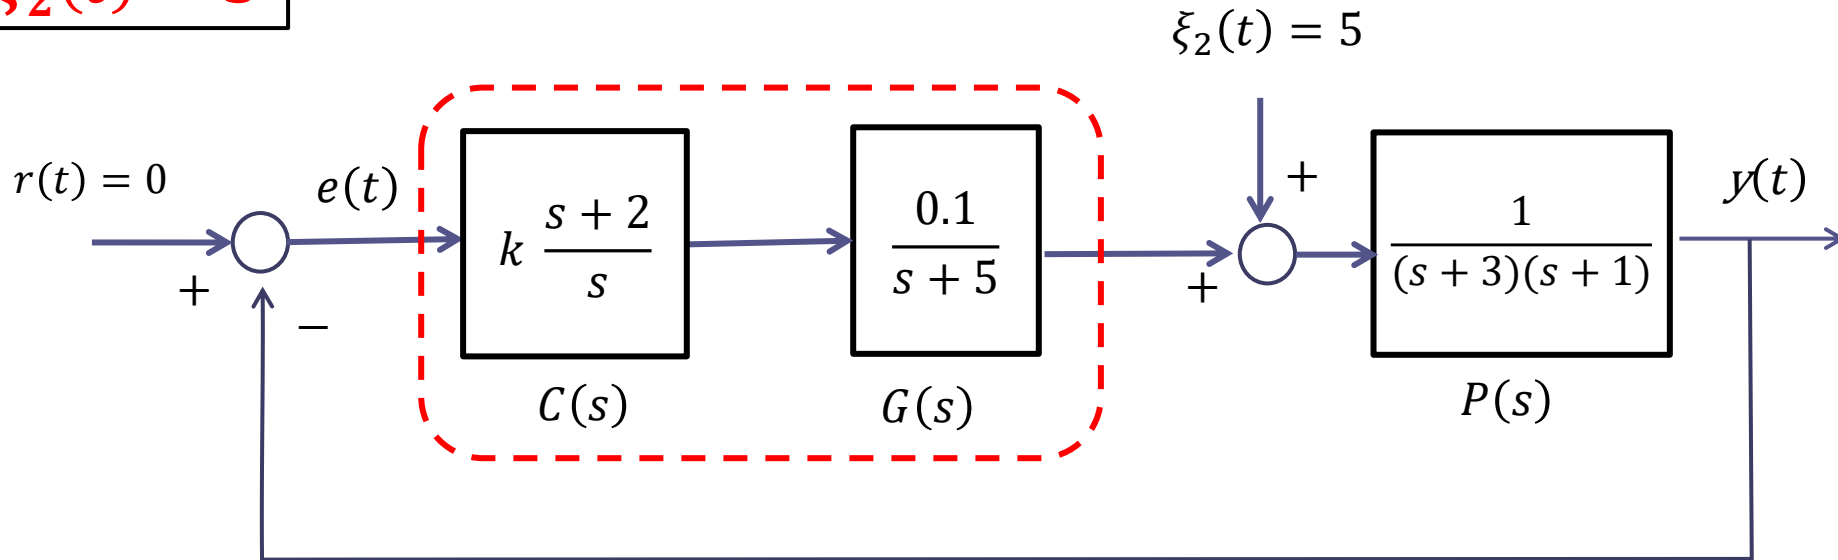 ξ₂(t) = 5
r(t) = 0
e(t)
k (s + 2)/s
0.1/(s + 5)
1/((s + 3)(s + 1))
y(t)
+
−
+
+
C(s)
G(s)
P(s)